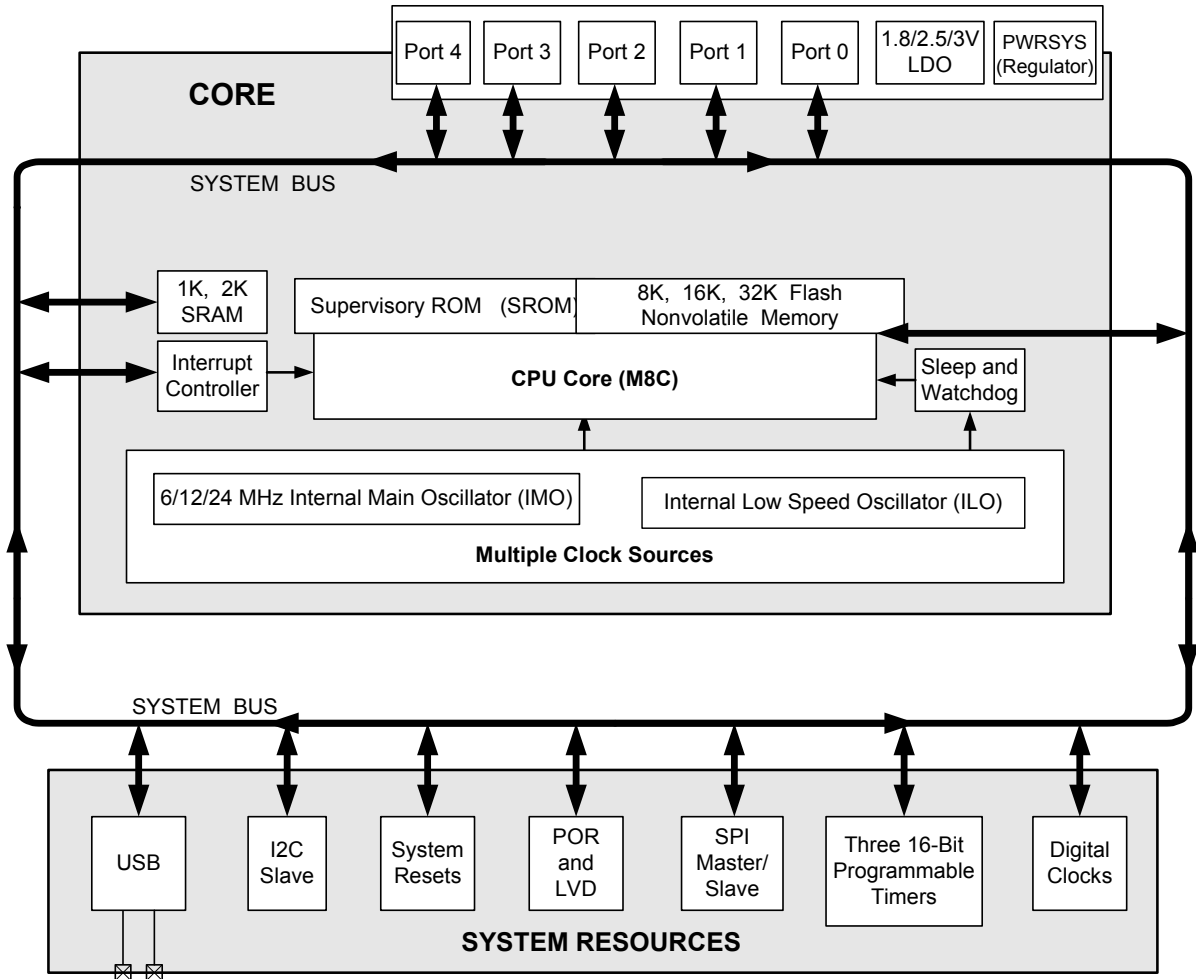 Port 4
Port 3
Port 2
Port 1
Port 0
1.8/2.5/3V
LDO
PWRSYS
(Regulator)
CORE
SYSTEM BUS
1K, 2K
SRAM
Supervisory ROM (SROM)
8K, 16K, 32K Flash
Nonvolatile Memory
Interrupt
Controller
CPU Core (M8C)
Sleep and
Watchdog
6/12/24 MHz Internal Main Oscillator (IMO)
Internal Low Speed Oscillator (ILO)
Multiple Clock Sources
SYSTEM BUS
USB
I2C
Slave
System
Resets
POR
and
LVD
SPI
Master/
Slave
Three 16-Bit
Programmable
Timers
Digital
Clocks
SYSTEM RESOURCES